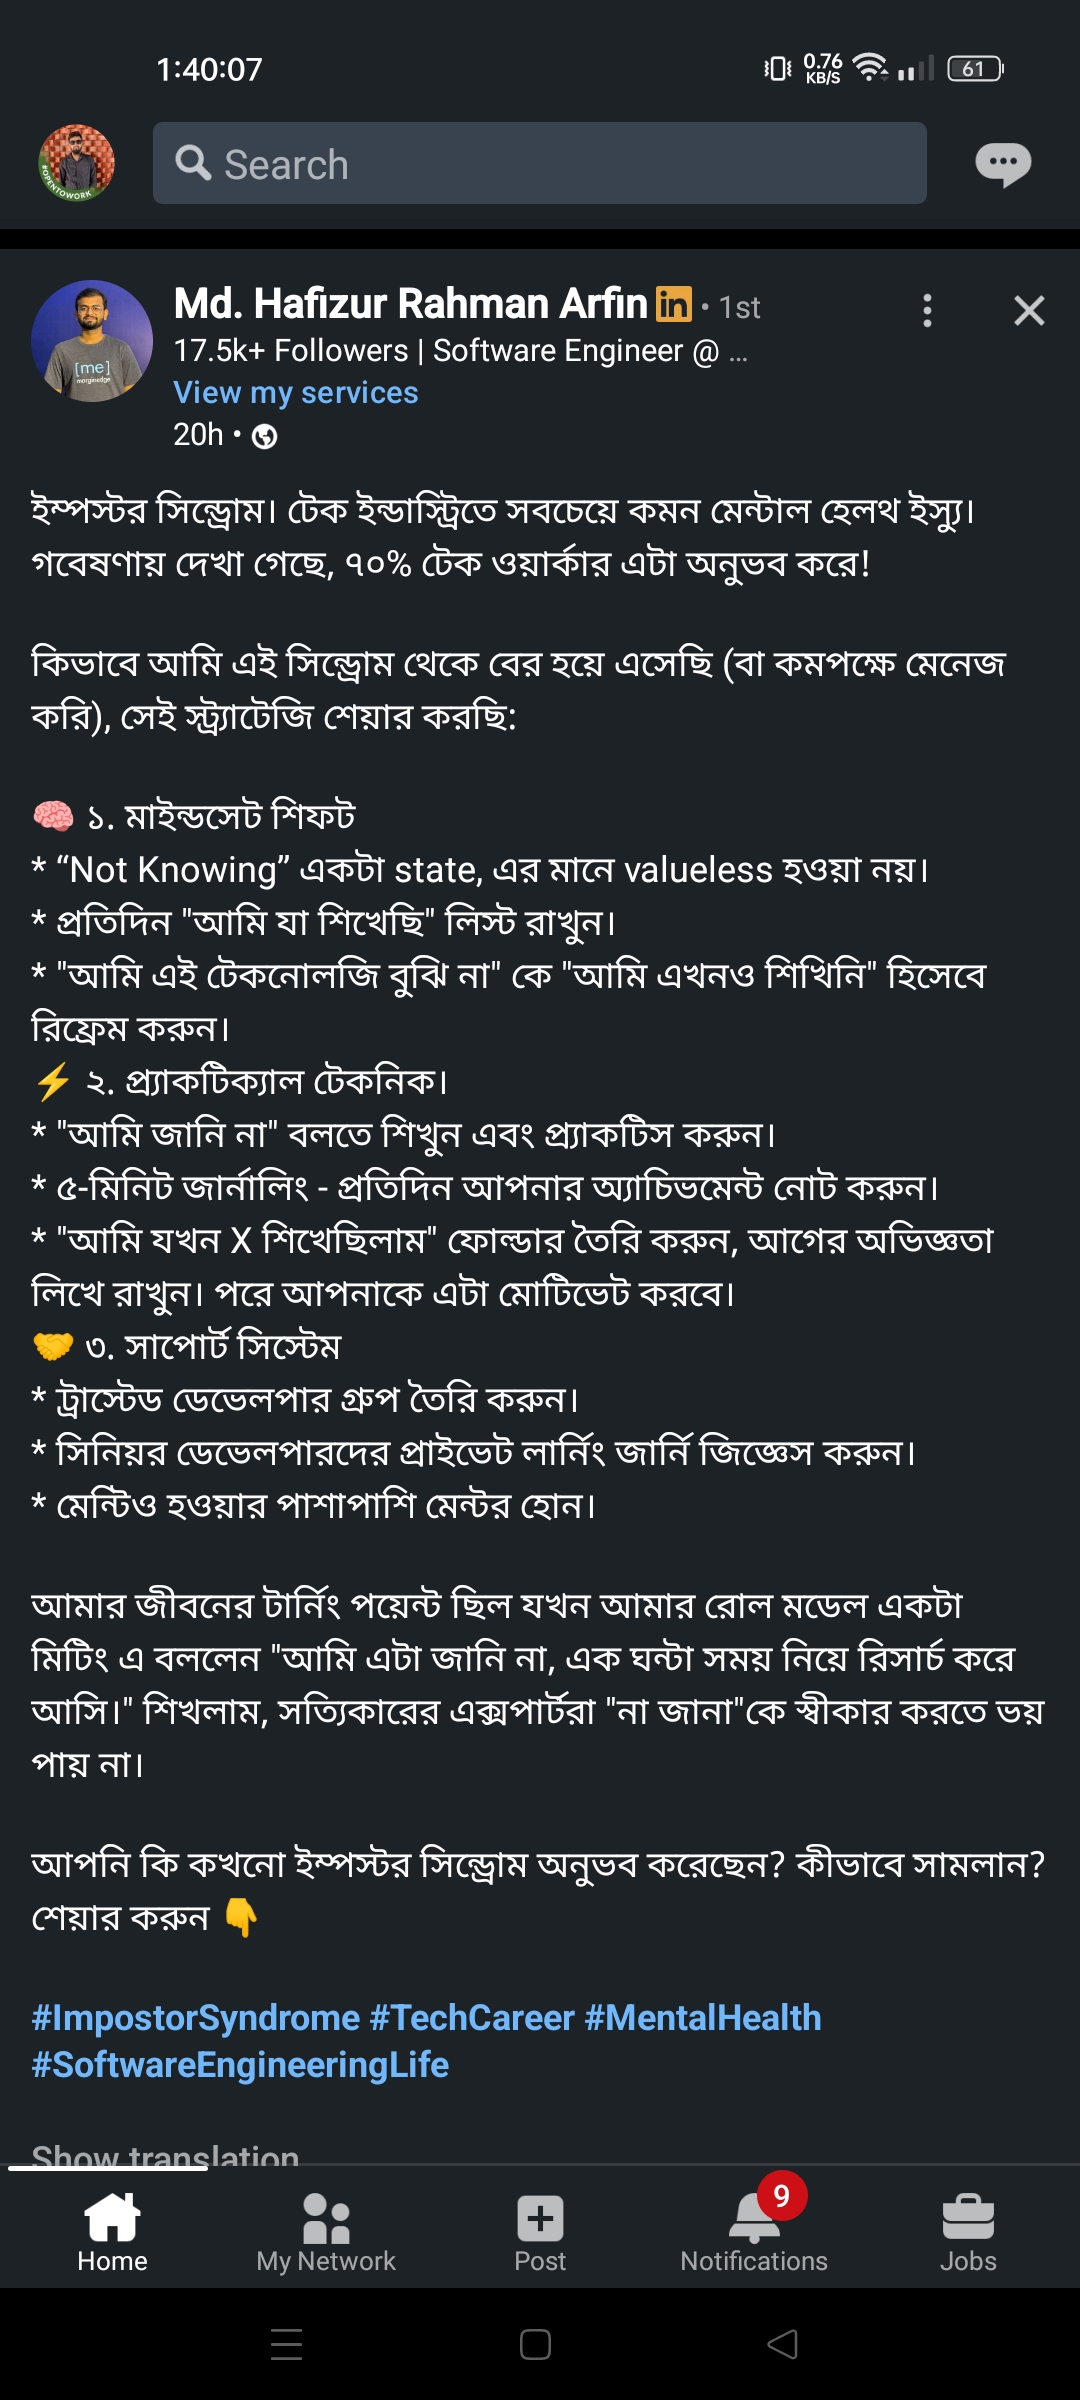 1:40:07
0.76 KB/S
61
Search
#OPENTOWORK
Md. Hafizur Rahman Arfin in • 1st
[me]
marginedge
17.5k+ Followers | Software Engineer @ ...
View my services
20h •
ইম্পস্টর সিন্ড্রোম। টেক ইন্ডাস্ট্রিতে সবচেয়ে কমন মেন্টাল হেলথ ইস্যু।
গবেষণায় দেখা গেছে, ৭০% টেক ওয়ার্কার এটা অনুভব করে!
কিভাবে আমি এই সিন্ড্রোম থেকে বের হয়ে এসেছি (বা কমপক্ষে মেনেজ
করি), সেই স্ট্র্যাটেজি শেয়ার করছি:
🧠 ১. মাইন্ডসেট শিফট
* “Not Knowing” একটা state, এর মানে valueless হওয়া নয়।
* প্রতিদিন "আমি যা শিখেছি" লিস্ট রাখুন।
* "আমি এই টেকনোলজি বুঝি না" কে "আমি এখনও শিখিনি" হিসেবে
রিফ্রেম করুন।
⚡ ২. প্র্যাকটিক্যাল টেকনিক।
* "আমি জানি না" বলতে শিখুন এবং প্র্যাকটিস করুন।
* ৫-মিনিট জার্নালিং - প্রতিদিন আপনার অ্যাচিভমেন্ট নোট করুন।
* "আমি যখন X শিখেছিলাম" ফোল্ডার তৈরি করুন, আগের অভিজ্ঞতা
লিখে রাখুন। পরে আপনাকে এটা মোটিভেট করবে।
🤝 ৩. সাপোর্ট সিস্টেম
* ট্রাস্টেড ডেভেলপার গ্রুপ তৈরি করুন।
* সিনিয়র ডেভেলপারদের প্রাইভেট লার্নিং জার্নি জিজ্ঞেস করুন।
* মেন্টিও হওয়ার পাশাপাশি মেন্টর হোন।
আমার জীবনের টার্নিং পয়েন্ট ছিল যখন আমার রোল মডেল একটা
মিটিং এ বললেন "আমি এটা জানি না, এক ঘন্টা সময় নিয়ে রিসার্চ করে
আসি।" শিখলাম, সত্যিকারের এক্সপার্টরা "না জানা"কে স্বীকার করতে ভয়
পায় না।
আপনি কি কখনো ইম্পস্টর সিন্ড্রোম অনুভব করেছেন? কীভাবে সামলান?
শেয়ার করুন 👇
#ImpostorSyndrome #TechCareer #MentalHealth
#SoftwareEngineeringLife
Show translation
9
Home
My Network
Post
Notifications
Jobs